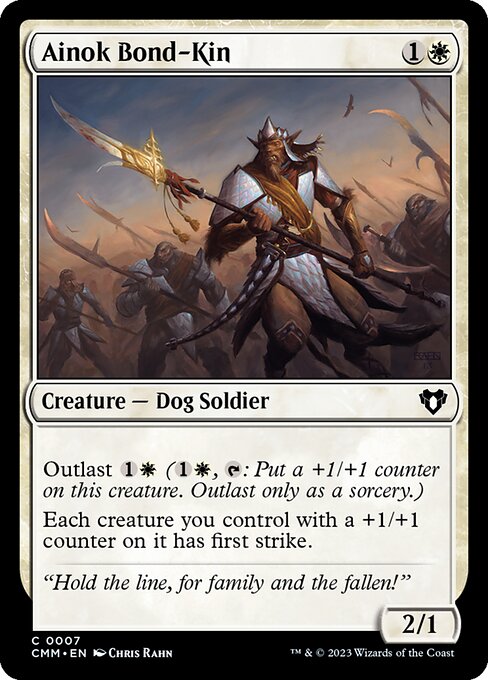 Ainok Bond-Kin 1
Creature — Dog Soldier
Outlast 1 (1 , : Put a +1/+1 counter
on this creature. Outlast only as a sorcery.)
Each creature you control with a +1/+1
counter on it has first strike.
“Hold the line, for family and the fallen!”
2/1
C 0007
CMM • EN Chris Rahn
™ & © 2023 Wizards of the Coast